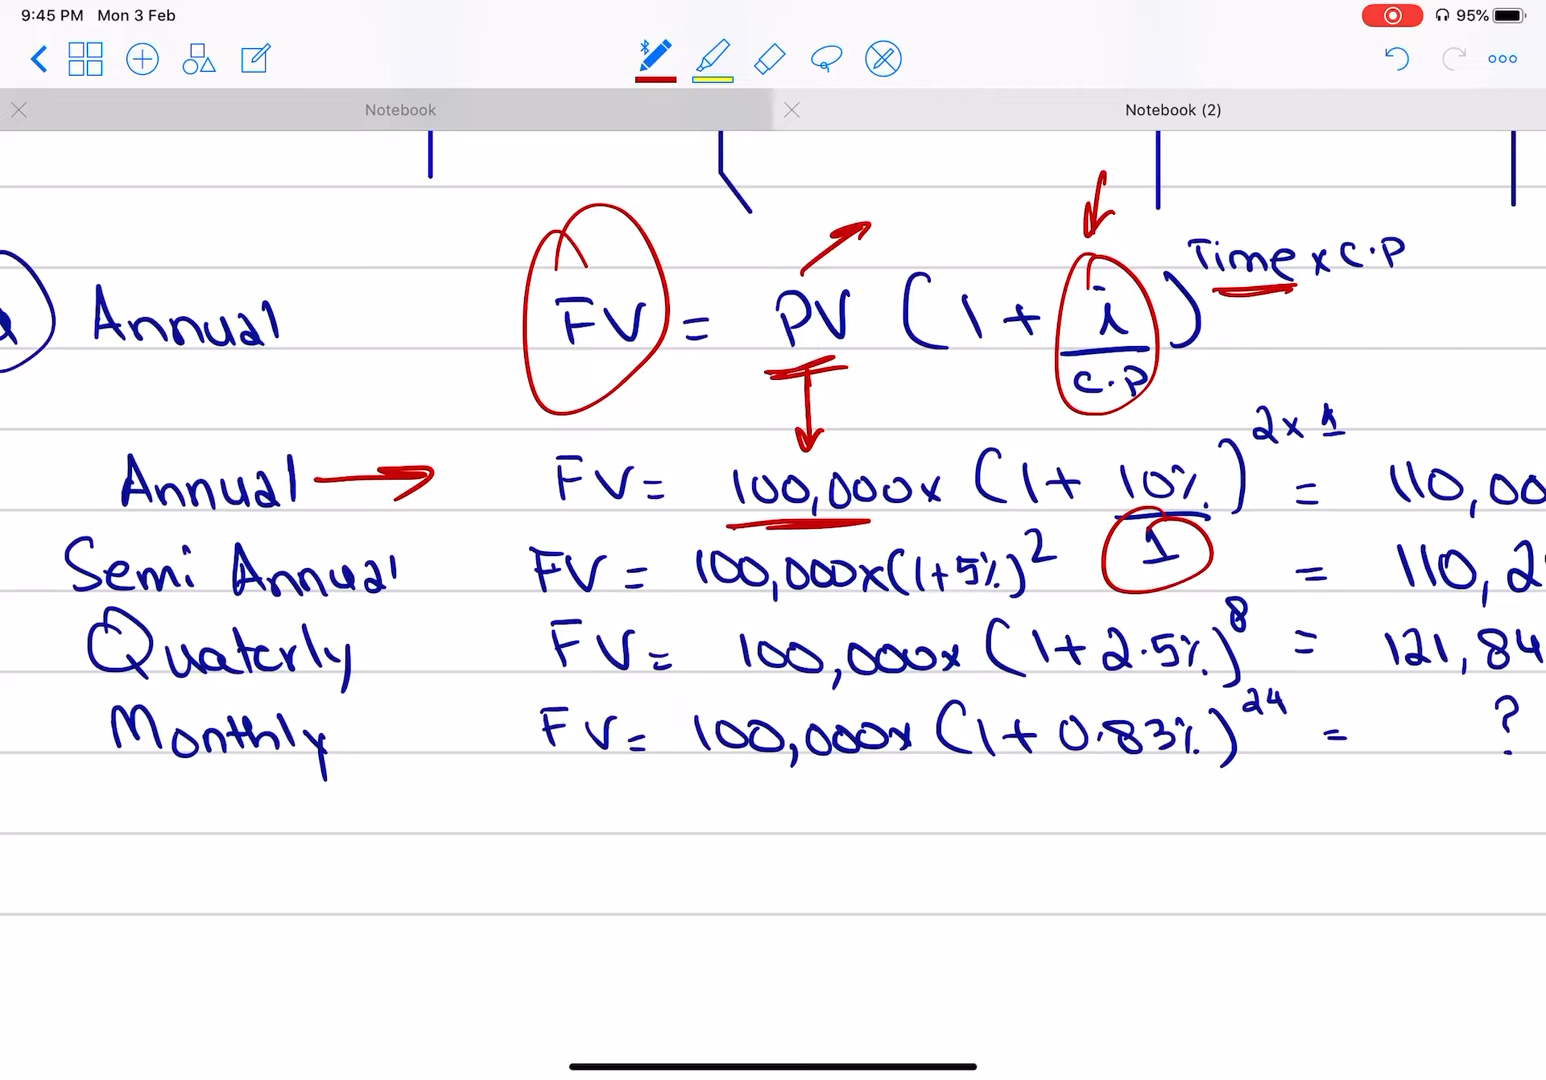 9:45 PM Mon 3 Feb 95%
Notebook Notebook (2)
Annual FV = PV (1 + i/c.p)^Time x c.p
Annual → FV = 100,000x (1+ 10%/1)^2x1 = 110,00
Semi Annual FV = 100,000x(1+5%)^2 = 110,2
Quaterly FV = 100,000x (1+2.5%)^8 = 121,84
Monthly FV = 100,000x (1+0.83%)^24 = ?